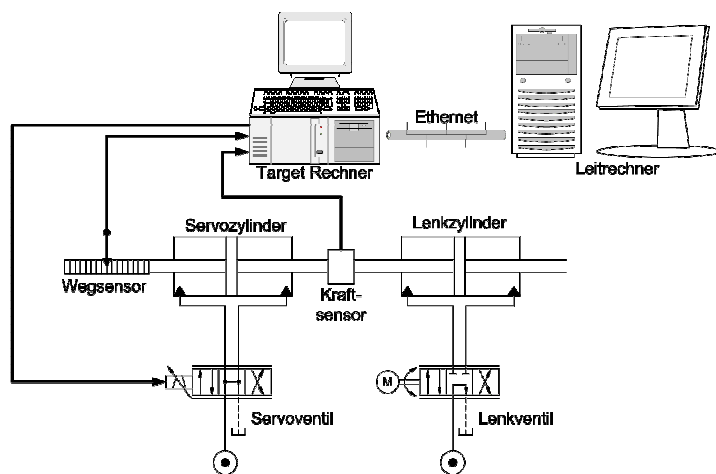 Ethernet
Target Rechner
Leitrechner
Servozylinder
Lenkzylinder
Wegsensor
Kraft-
sensor
M
Servoventil
Lenkventil